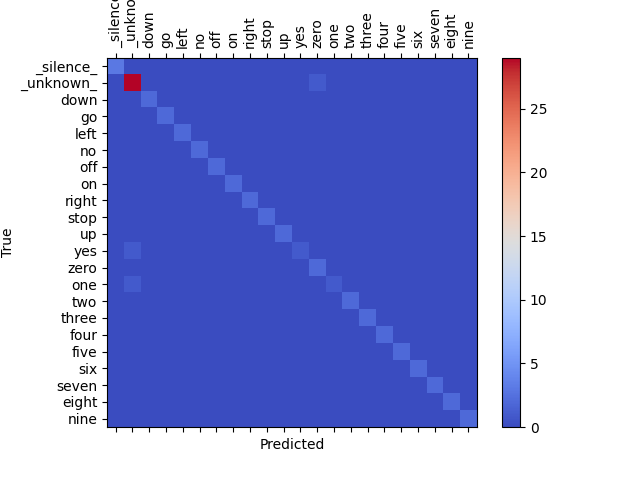 _silence
_unkno
down
go
left
no
off
on
right
stop
up
yes
zero
one
two
three
four
five
six
seven
eight
nine
_silence_
_unknown_
down
go
left
no
off
on
right
stop
up
yes
zero
one
two
three
four
five
six
seven
eight
nine
True
Predicted
25
20
15
10
5
0